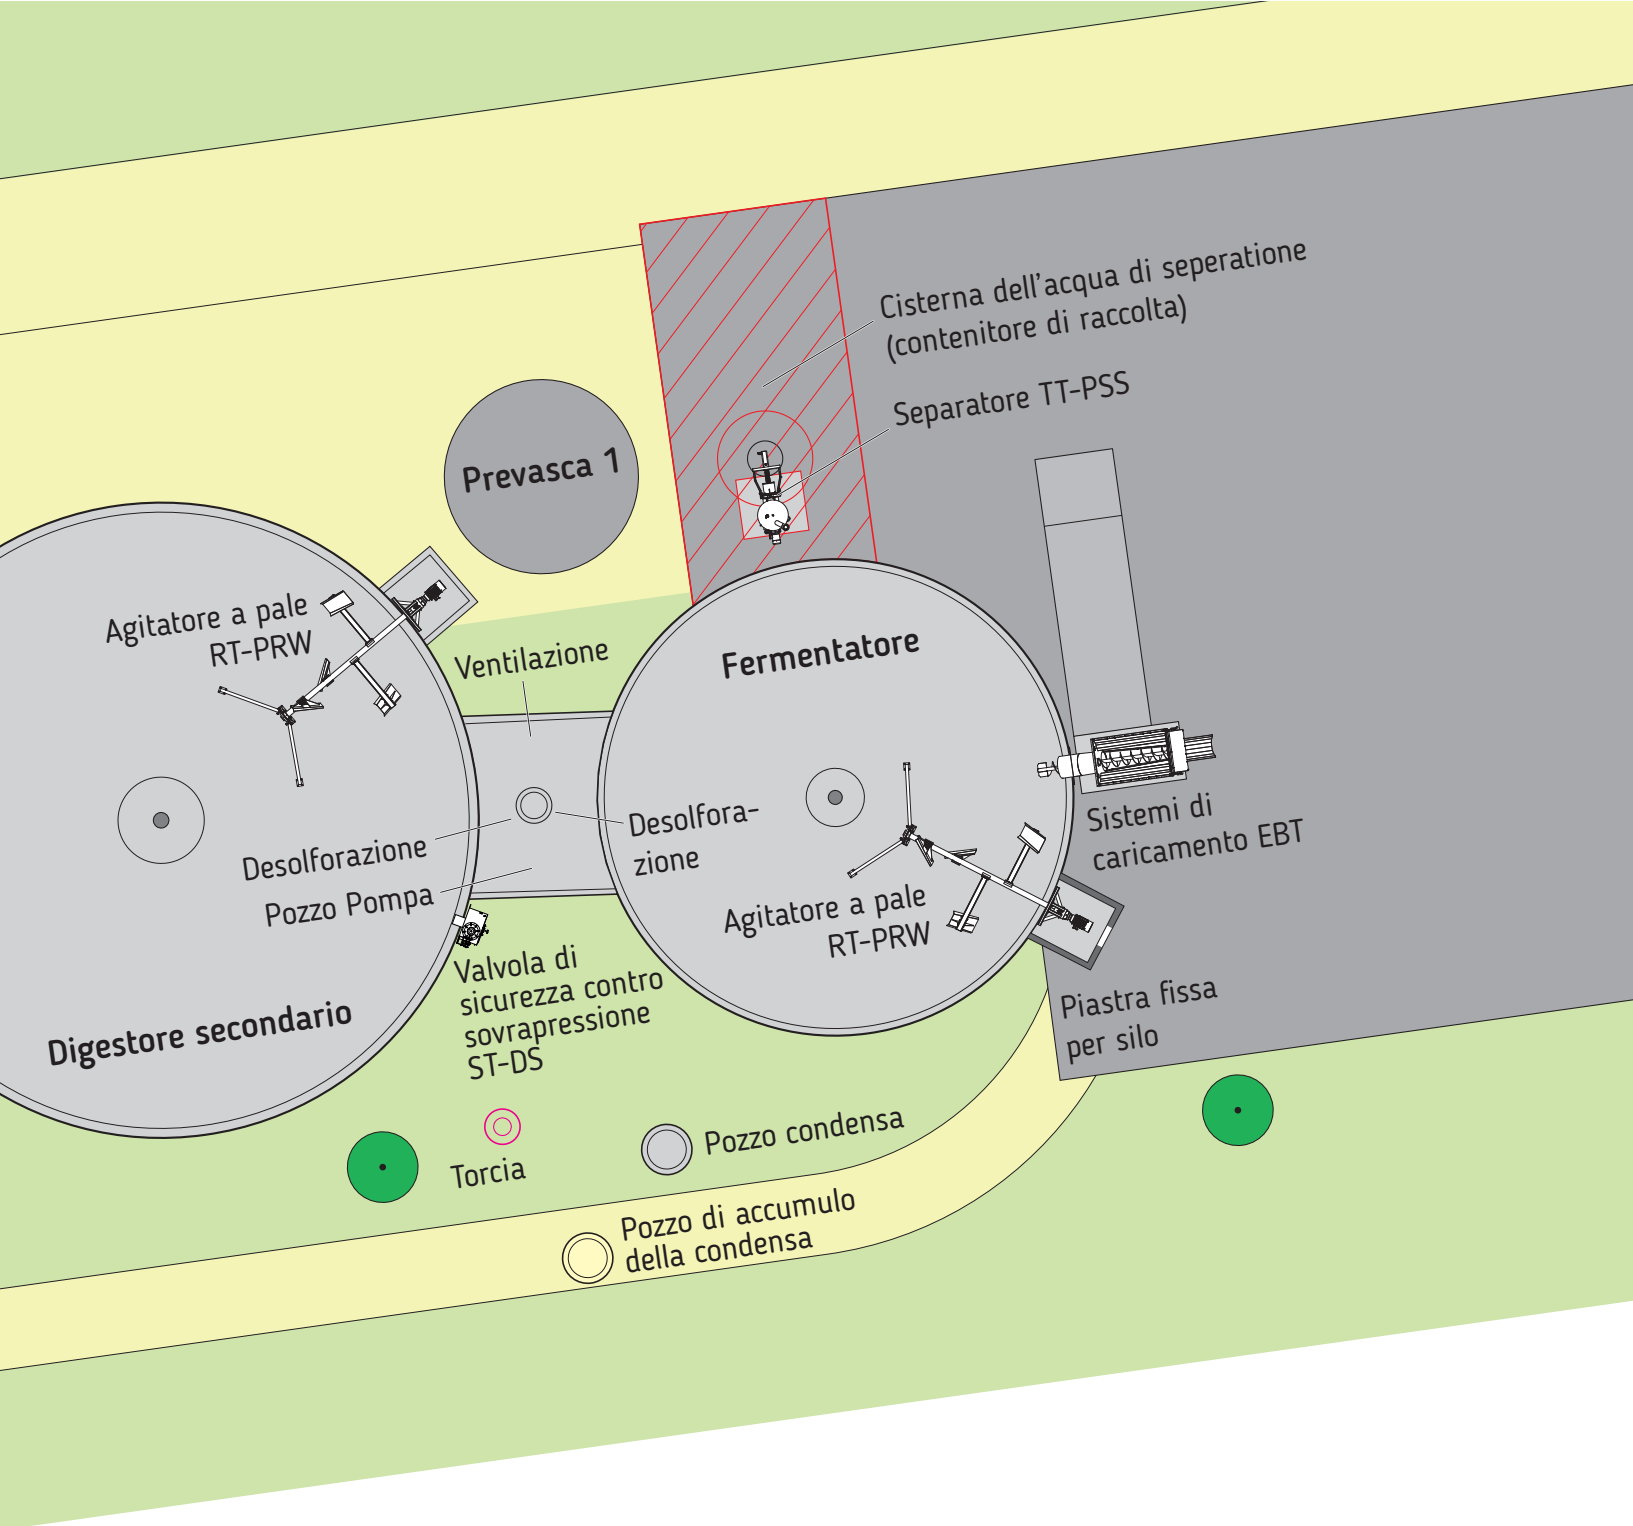 Cisterna dell’acqua di seperatione
(contenitore di raccolta)
Separatore TT-PSS
Prevasca 1
Agitatore a pale
RT-PRW
Ventilazione
Fermentatore
Desolfora-
zione
Desolforazione
Pozzo Pompa
Sistemi di
caricamento EBT
Agitatore a pale
RT-PRW
Valvola di
sicurezza contro
sovrapressione
ST-DS
Digestore secondario
Piastra fissa
per silo
Torcia
Pozzo condensa
Pozzo di accumulo
della condensa